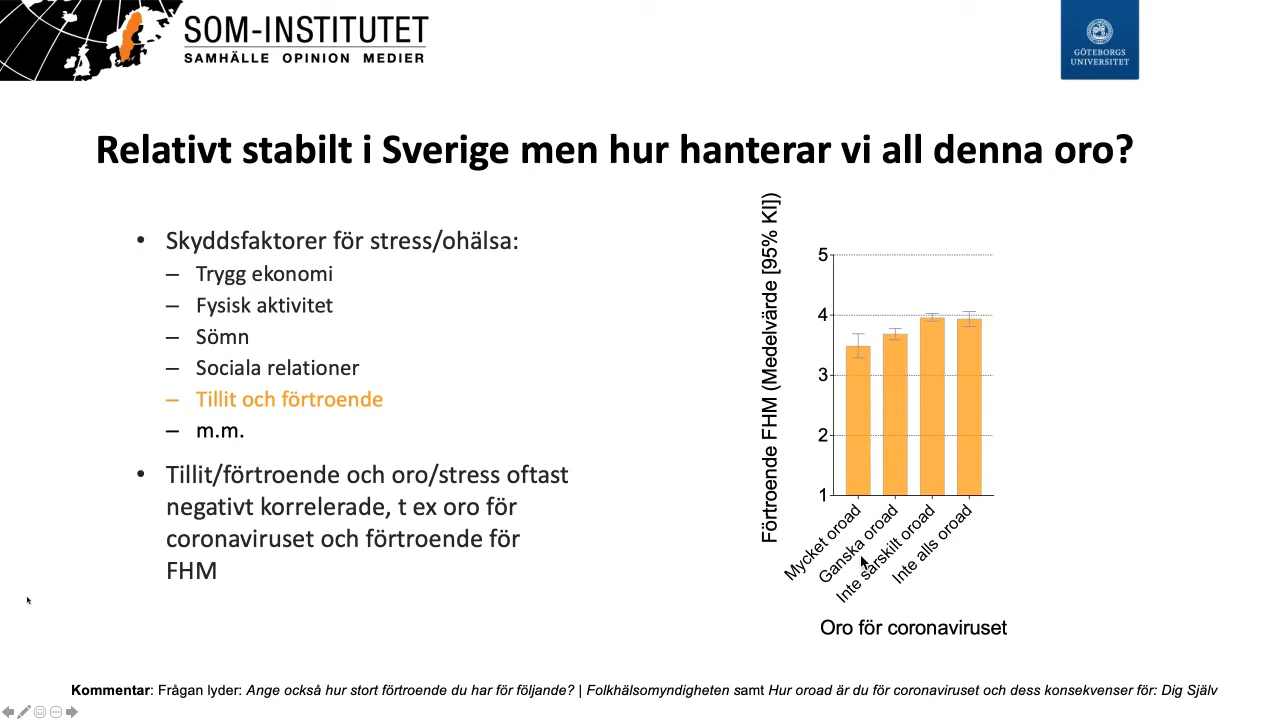 SOM-INSTITUTET
SAMHÄLLE OPINION MEDIER
GÖTEBORGS
UNIVERSITET
Relativt stabilt i Sverige men hur hanterar vi all denna oro?
• Skyddsfaktorer för stress/ohälsa:
– Trygg ekonomi
– Fysisk aktivitet
– Sömn
– Sociala relationer
– Tillit och förtroende
– m.m.
• Tillit/förtroende och oro/stress oftast
negativt korrelerade, t ex oro för
coronaviruset och förtroende för
FHM
Förtroende FHM (Medelvärde [95% KI])
5
4
3
2
1
Mycket oroad
Ganska oroad
Inte särskilt oroad
Inte alls oroad
Oro för coronaviruset
Kommentar: Frågan lyder: Ange också hur stort förtroende du har för följande? | Folkhälsomyndigheten samt Hur oroad är du för coronaviruset och dess konsekvenser för: Dig Själv